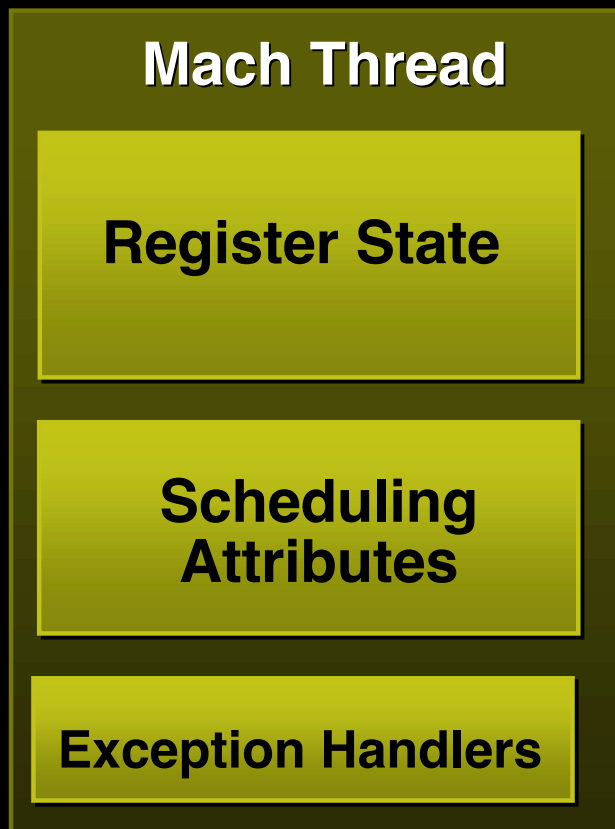 Mach Thread
Register State
Scheduling
Attributes
Exception Handlers